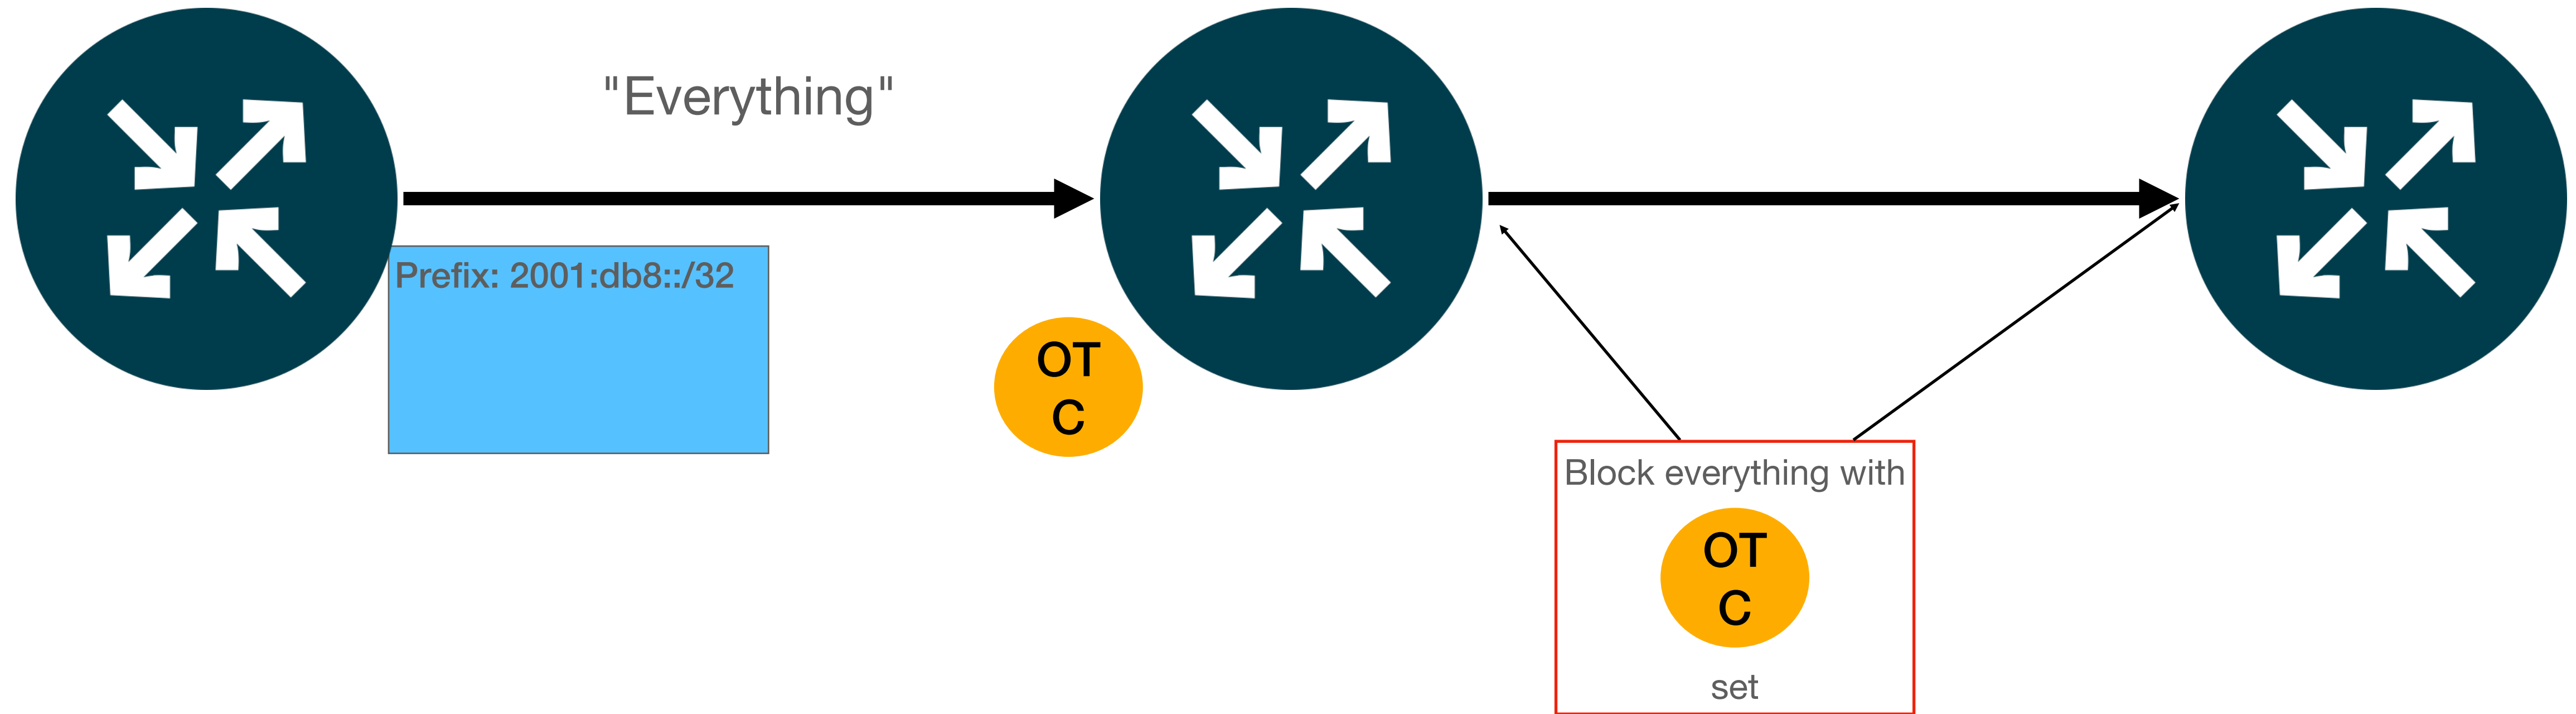 "Everything"
Prefix: 2001:db8::/32
OT
C
Block everything with
OT
C
set